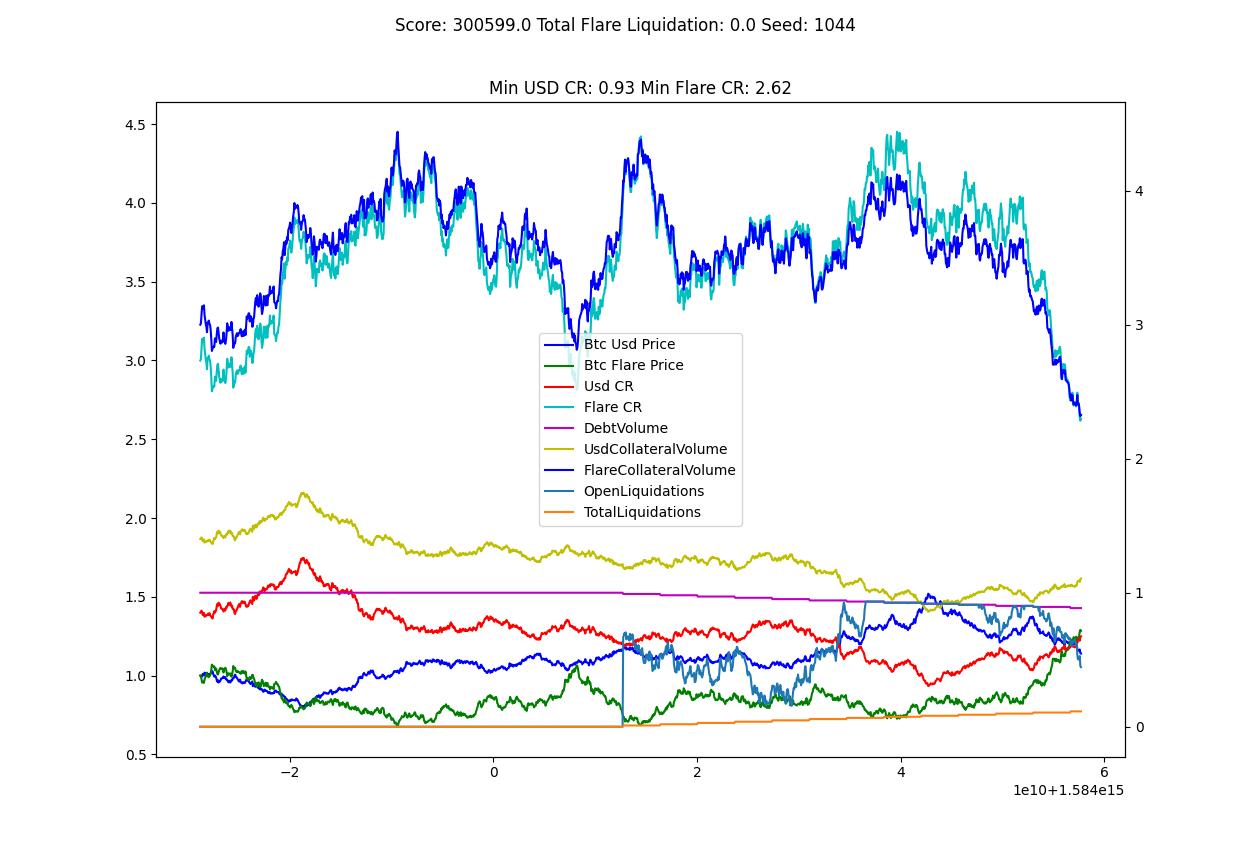 Score: 300599.0 Total Flare Liquidation: 0.0 Seed: 1044
Min USD CR: 0.93 Min Flare CR: 2.62
4.5
4.0
3.5
3.0
2.5
2.0
1.5
1.0
0.5
4
3
2
1
0
Btc Usd Price
Btc Flare Price
Usd CR
Flare CR
DebtVolume
UsdCollateralVolume
FlareCollateralVolume
OpenLiquidations
TotalLiquidations
−2 0 2 4 6
1e10+1.584e15